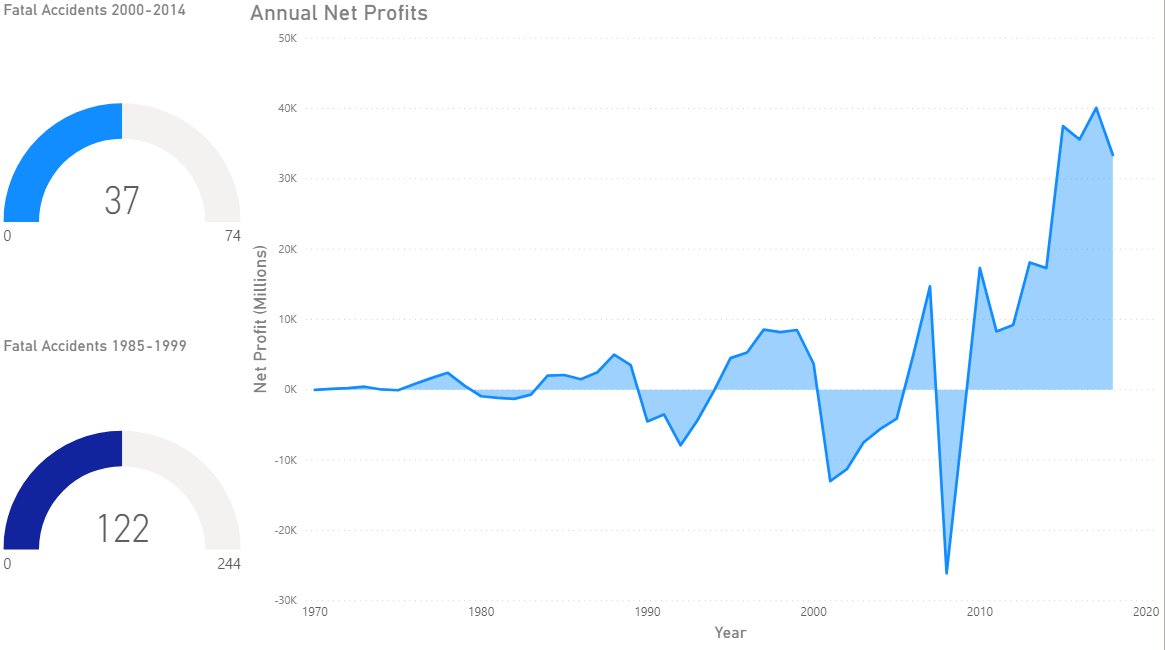 Fatal Accidents 2000-2014
37
0
74
Fatal Accidents 1985-1999
122
0
244
Annual Net Profits
Net Profit (Millions)
50K
40K
30K
20K
10K
0K
-10K
-20K
-30K
1970
1980
1990
2000
2010
2020
Year